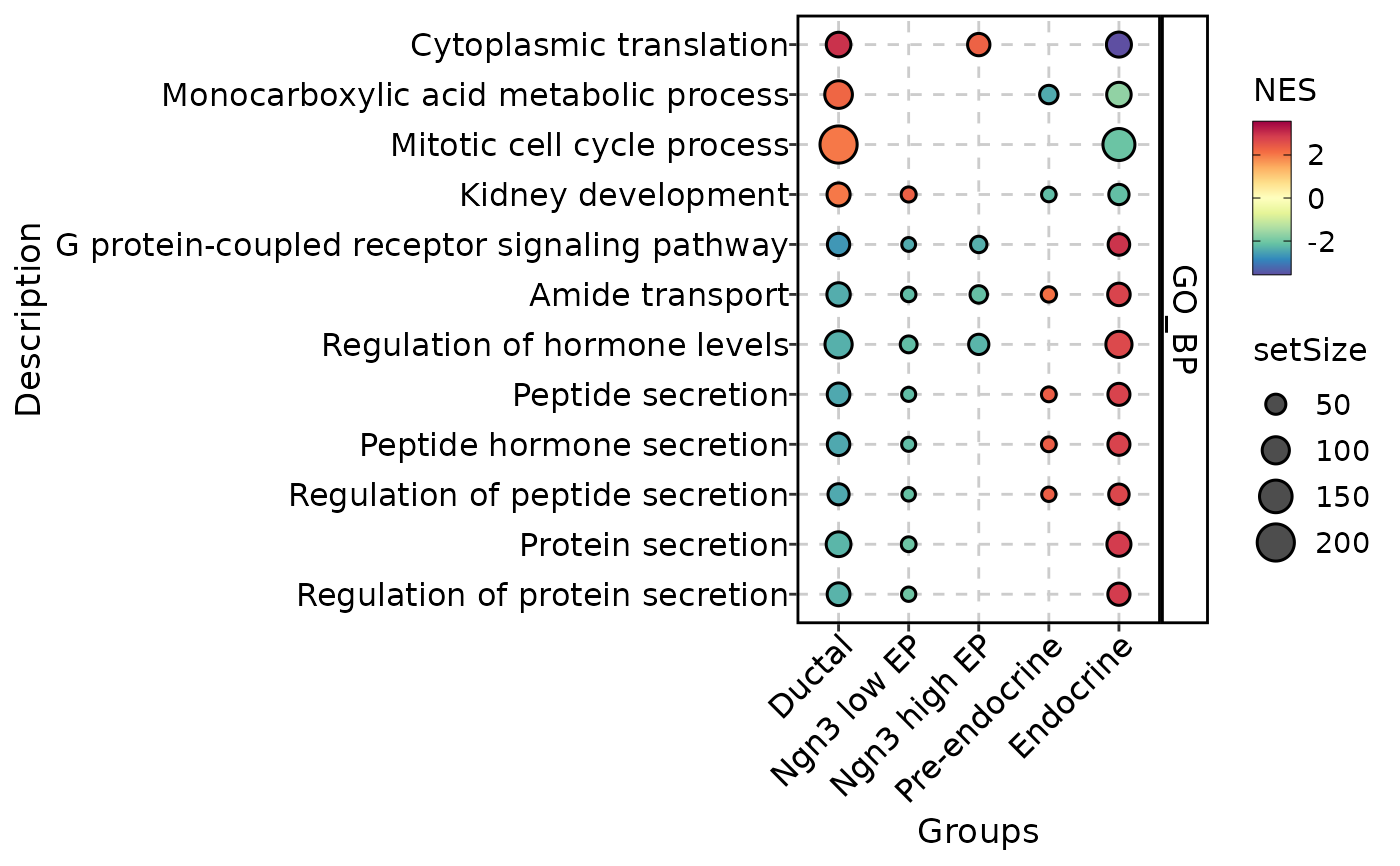 Description
Cytoplasmic translation
Monocarboxylic acid metabolic process
Mitotic cell cycle process
Kidney development
G protein-coupled receptor signaling pathway
Amide transport
Regulation of hormone levels
Peptide secretion
Peptide hormone secretion
Regulation of peptide secretion
Protein secretion
Regulation of protein secretion
GO_BP
Ductal
Ngn3 low EP
Ngn3 high EP
Pre-endocrine
Endocrine
Groups
NES
2
0
-2
setSize
50
100
150
200